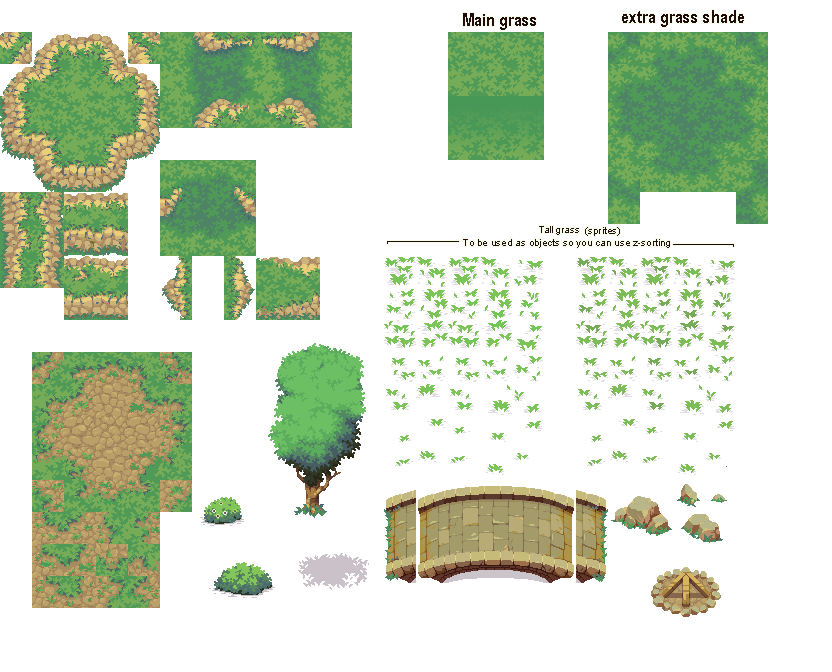 Main grass
extra grass shade
Tall grass (sprites)
To be used as objects so you can use z-sorting